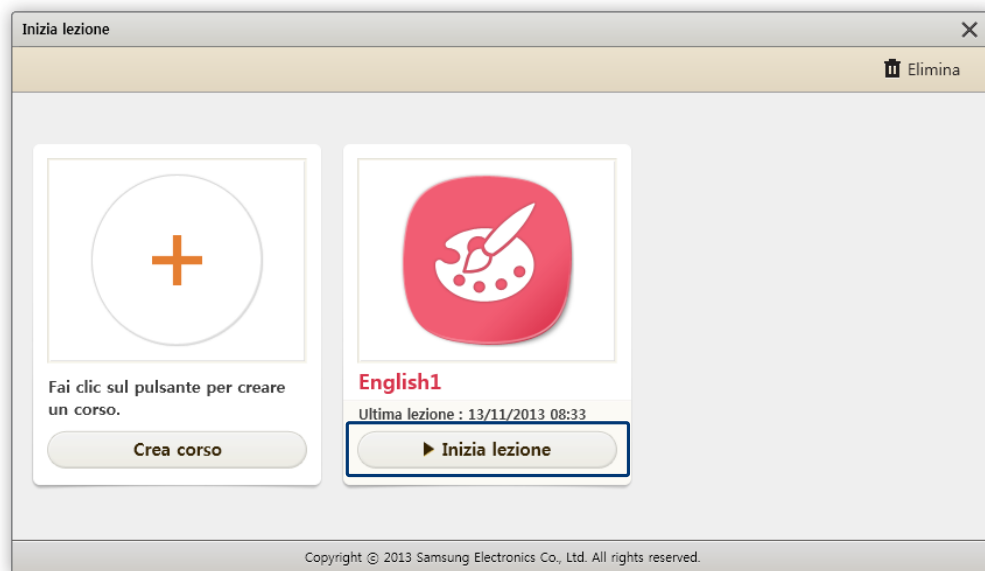 Inizia lezione
Elimina
Fai clic sul pulsante per creare
un corso.
Crea corso
English1
Ultima lezione : 13/11/2013 08:33
Inizia lezione
Copyright © 2013 Samsung Electronics Co., Ltd. All rights reserved.